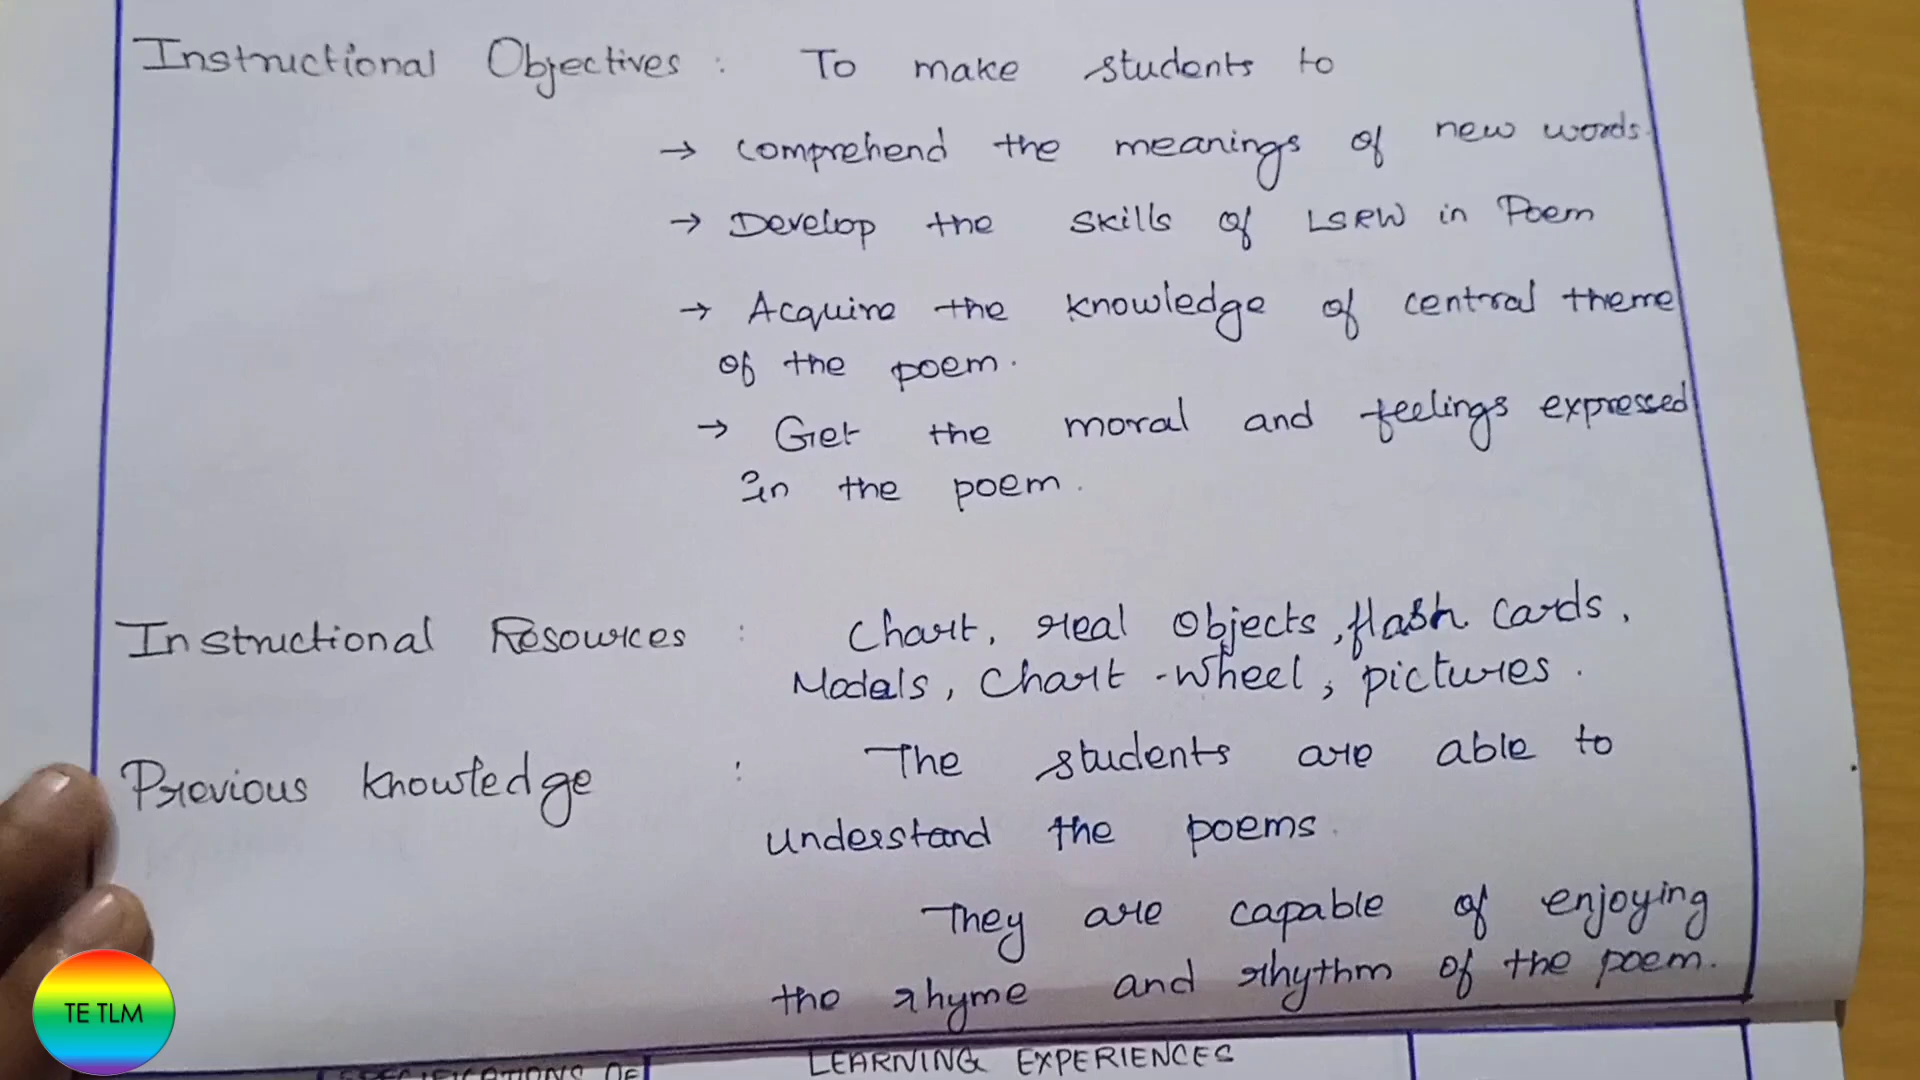 Instructional Objectives : To make students to
→ Comprehend the meanings of new words.
→ Develop the skills of LSRW in Poem
→ Acquire the knowledge of central theme
of the poem.
→ Get the moral and feelings expressed
In the poem.
Instructional Resources : Chart, real Objects, flash cards,
Models, Chart-wheel, pictures.
Previous knowledge : The students are able to
understand the poems.
They are capable of enjoying
the rhyme and rhythm of the poem.
SPECIFICATIONS OF LEARNING EXPERIENCES
TE TLM